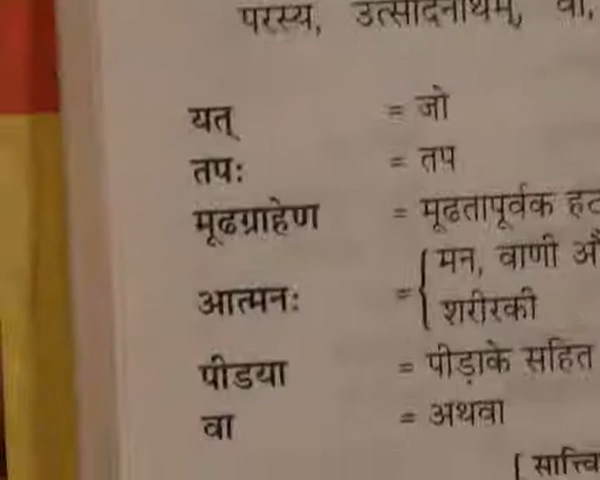 परस्य, उत्सादनार्थम्, वा,
यत् = जो
तपः = तप
मूढग्राहेण = मूढतापूर्वक
आत्मनः = { मन, वाणी
शरीरकी
पीडया = पीड़ाके सहित
वा = अथवा
[